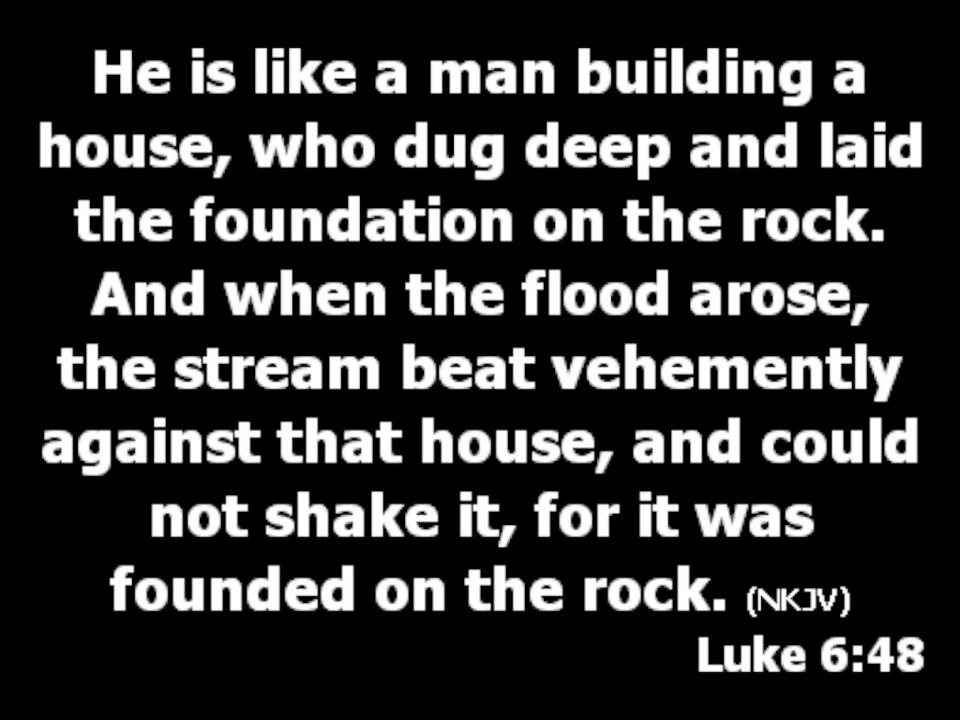 He is like a man building a
house, who dug deep and laid
the foundation on the rock.
And when the flood arose,
the stream beat vehemently
against that house, and could
not shake it, for it was
founded on the rock. (NKJV)
Luke 6:48